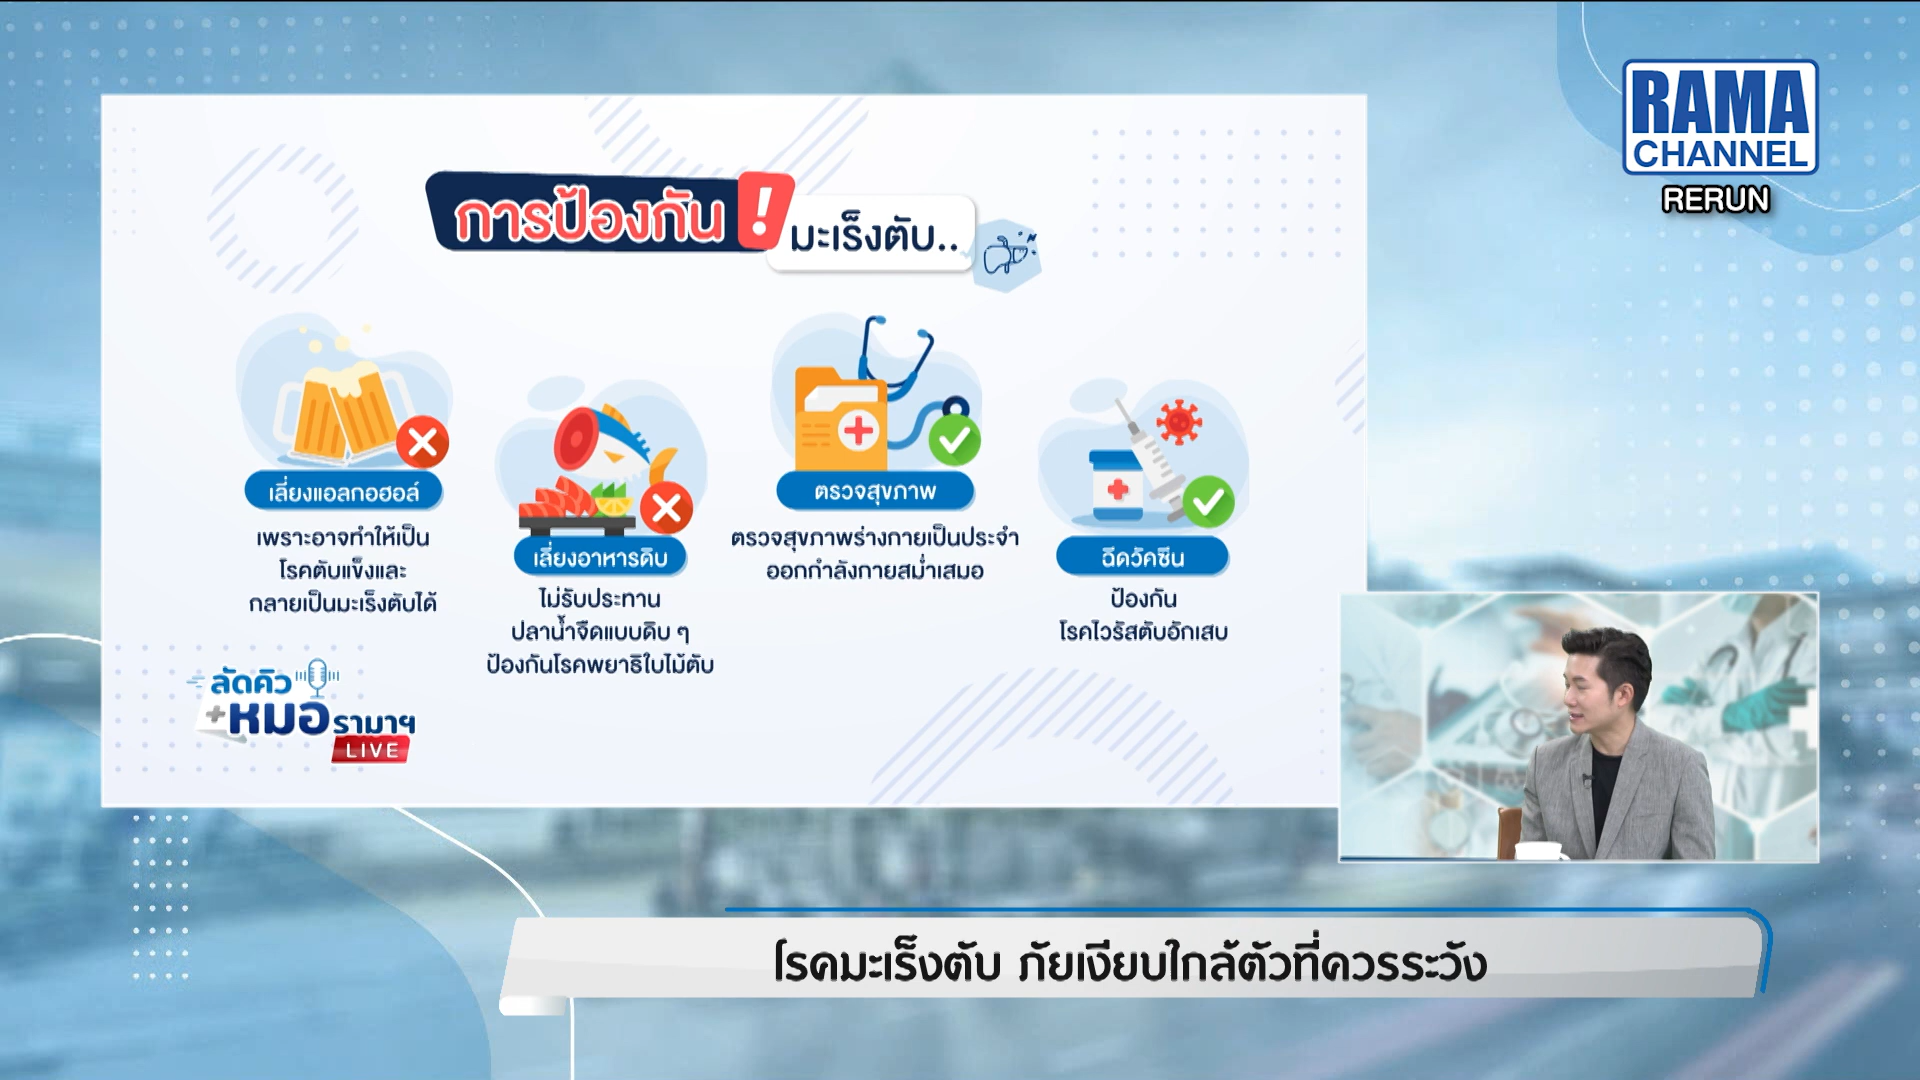 RAMA
CHANNEL
RERUN
การป้องกัน !
มะเร็งตับ..
เลี่ยงแอลกอฮอล์
เพราะอาจทำให้เป็น
โรคตับแข็งและ
กลายเป็นมะเร็งตับได้
เลี่ยงอาหารดิบ
ไม่รับประทาน
ปลาน้ำจืดแบบดิบ ๆ
ป้องกันโรคพยาธิใบไม้ตับ
ตรวจสุขภาพ
ตรวจสุขภาพร่างกายเป็นประจำ
ออกกำลังกายสม่ำเสมอ
ฉีดวัคซีน
ป้องกัน
โรคไวรัสตับอักเสบ
ลัดคิว
หมอรามาฯ
LIVE
โรคมะเร็งตับ ภัยเงียบใกล้ตัวที่ควรระวัง